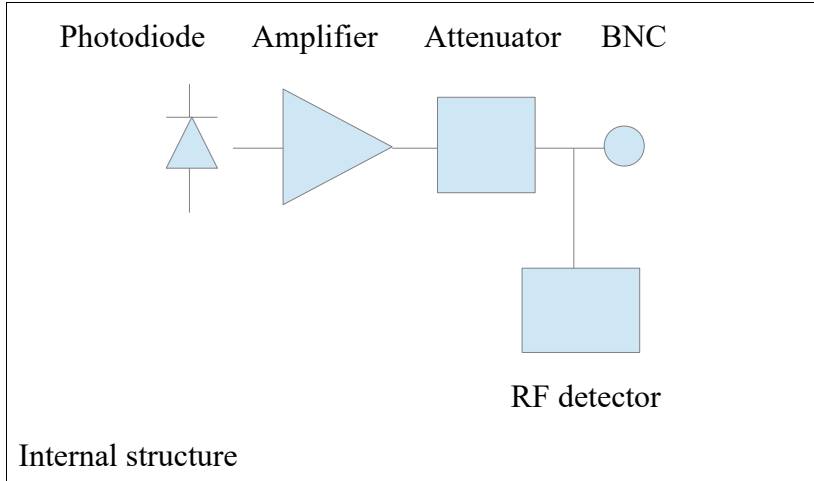 Photodiode Amplifier Attenuator BNC
RF detector
Internal structure